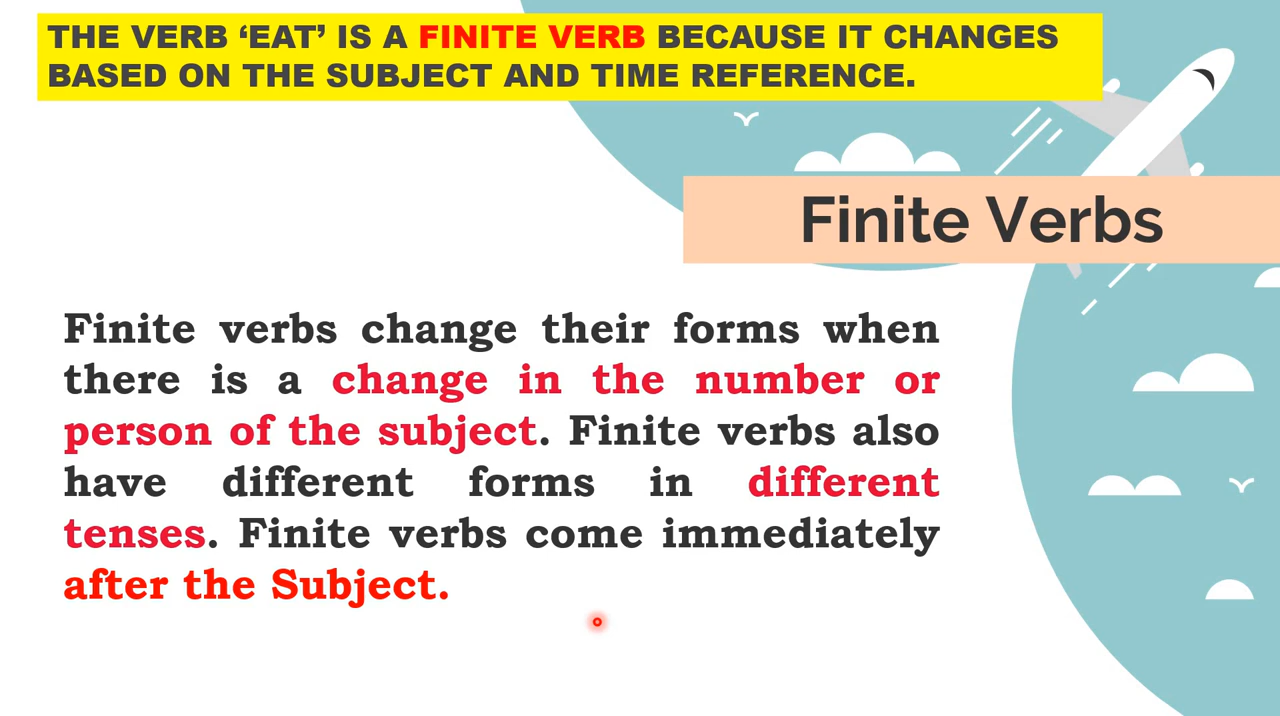 THE VERB ‘EAT’ IS A FINITE VERB BECAUSE IT CHANGES
BASED ON THE SUBJECT AND TIME REFERENCE.
Finite Verbs
Finite verbs change their forms when
there is a change in the number or
person of the subject. Finite verbs also
have different forms in different
tenses. Finite verbs come immediately
after the Subject.